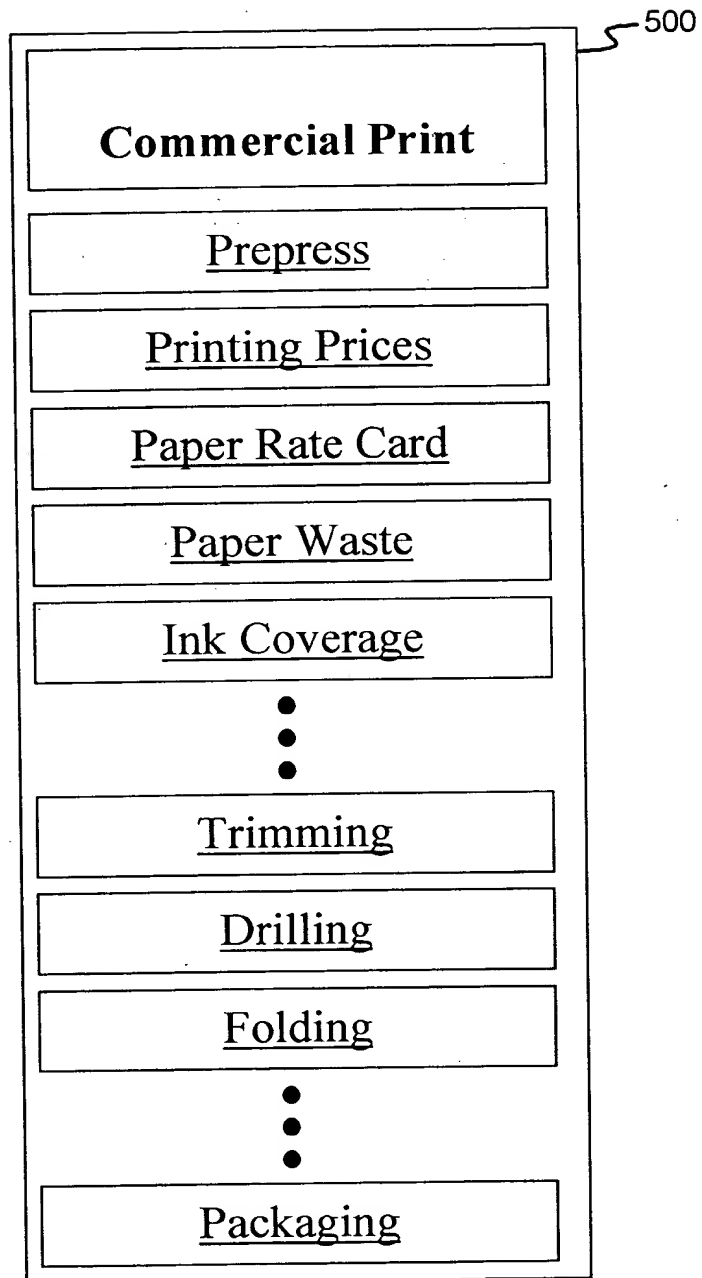 500
Commercial Print
Prepress
Printing Prices
Paper Rate Card
Paper Waste
Ink Coverage
Trimming
Drilling
Folding
Packaging